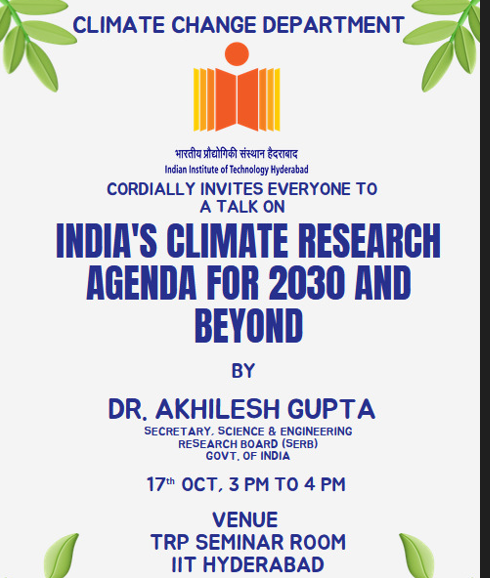 CLIMATE CHANGE DEPARTMENT
भारतीय प्रौद्योगिकी संस्थान हैदराबाद
Indian Institute of Technology Hyderabad
CORDIALLY INVITES EVERYONE TO
A TALK ON
INDIA'S CLIMATE RESEARCH
AGENDA FOR 2030 AND
BEYOND
BY
DR. AKHILESH GUPTA
SECRETARY, SCIENCE & ENGINEERING
RESEARCH BOARD (SERB)
GOVT. OF INDIA
17th OCT, 3 PM TO 4 PM
VENUE
TRP SEMINAR ROOM
IIT HYDERABAD